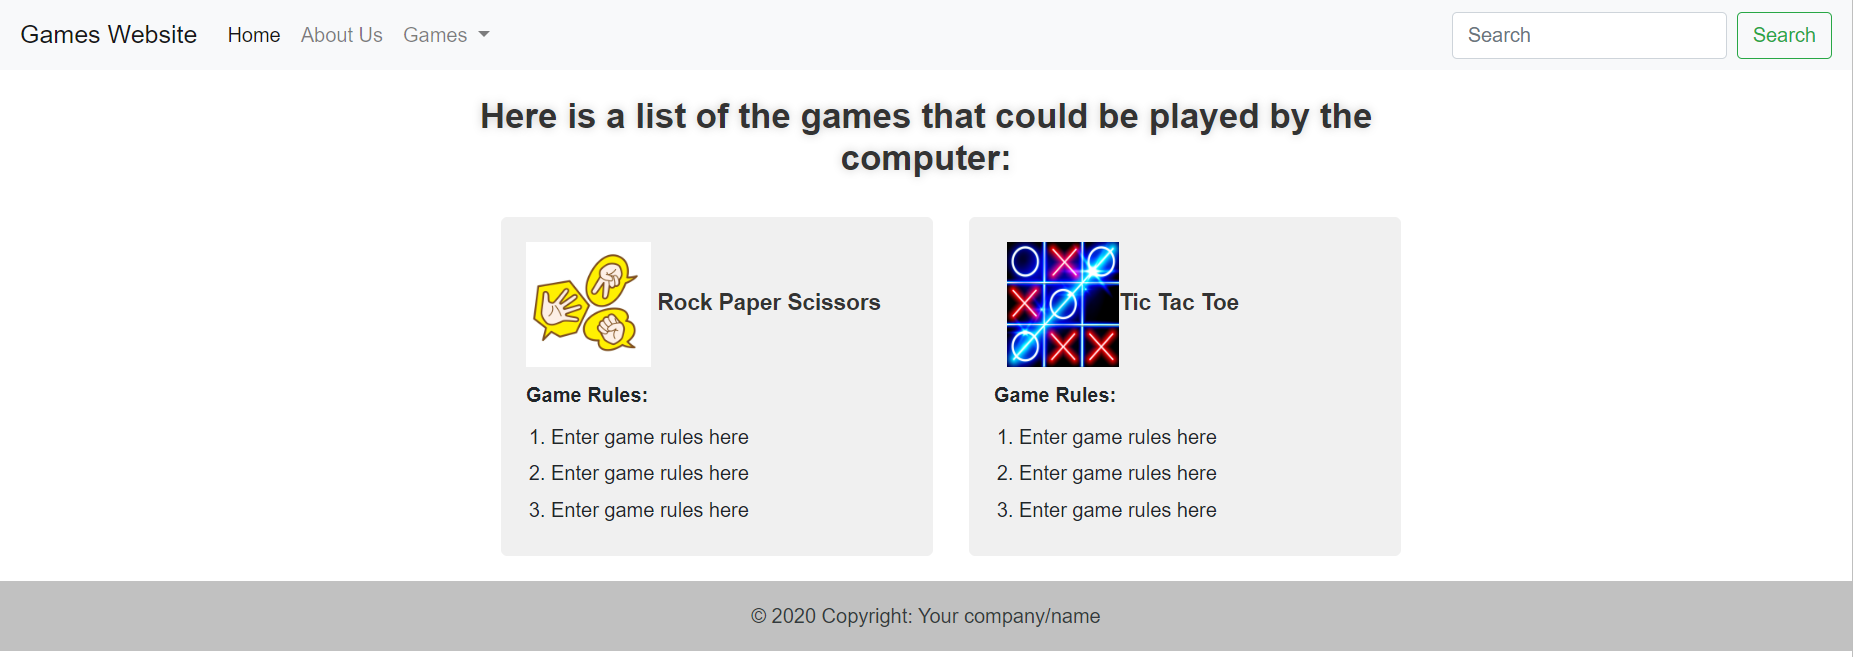 Games Website Home About Us Games Search Search
Here is a list of the games that could be played by the
computer:
Rock Paper Scissors
Game Rules:
1. Enter game rules here
2. Enter game rules here
3. Enter game rules here
Tic Tac Toe
Game Rules:
1. Enter game rules here
2. Enter game rules here
3. Enter game rules here
© 2020 Copyright: Your company/name